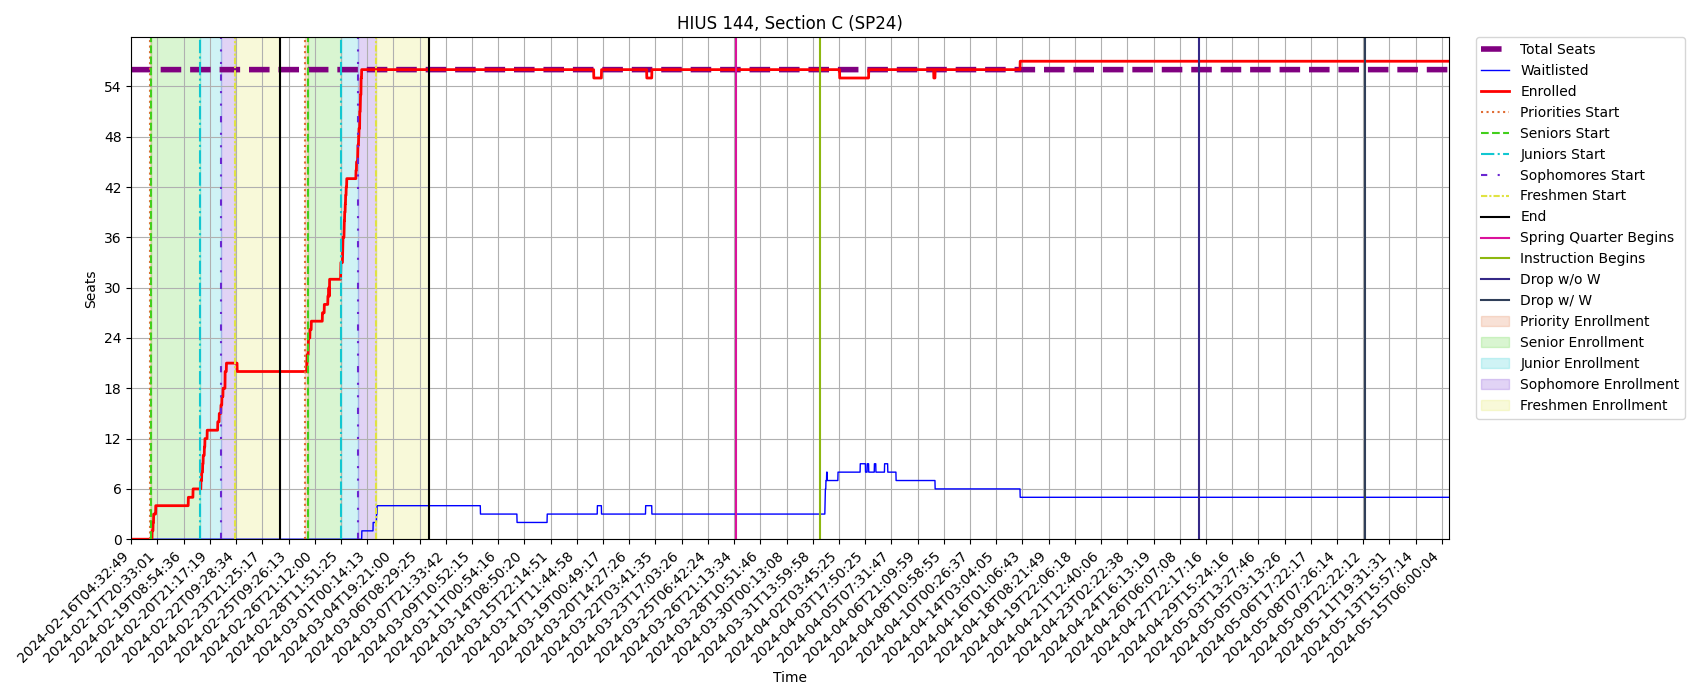 HIUS 144, Section C (SP24)
Seats
54
48
42
36
30
24
18
12
6
0
2024-02-16T04:32:49
2024-02-17T20:33:01
2024-02-19T08:54:36
2024-02-20T21:17:19
2024-02-22T09:28:34
2024-02-23T21:25:17
2024-02-25T09:26:13
2024-02-26T21:12:00
2024-02-28T11:51:25
2024-03-01T00:14:13
2024-03-04T19:21:00
2024-03-06T08:29:25
2024-03-07T21:33:42
2024-03-09T10:52:15
2024-03-11T00:54:16
2024-03-14T08:50:20
2024-03-15T22:14:51
2024-03-17T11:44:58
2024-03-19T00:49:17
2024-03-20T14:27:26
2024-03-22T03:41:35
2024-03-23T17:03:26
2024-03-25T06:42:24
2024-03-26T21:13:34
2024-03-28T10:51:46
2024-03-30T00:13:08
2024-03-31T13:59:58
2024-04-02T03:45:25
2024-04-03T17:50:25
2024-04-05T07:31:47
2024-04-06T21:09:59
2024-04-08T10:58:55
2024-04-10T00:26:37
2024-04-14T03:04:05
2024-04-16T01:06:43
2024-04-18T08:21:49
2024-04-19T22:06:18
2024-04-21T12:40:06
2024-04-23T02:22:38
2024-04-24T16:13:19
2024-04-26T06:07:08
2024-04-27T22:17:16
2024-04-29T15:24:16
2024-05-03T13:27:46
2024-05-05T03:13:26
2024-05-06T17:22:17
2024-05-08T07:26:14
2024-05-09T22:22:12
2024-05-11T19:31:31
2024-05-13T15:57:14
2024-05-15T06:00:04
Time
Total Seats
Waitlisted
Enrolled
Priorities Start
Seniors Start
Juniors Start
Sophomores Start
Freshmen Start
End
Spring Quarter Begins
Instruction Begins
Drop w/o W
Drop w/ W
Priority Enrollment
Senior Enrollment
Junior Enrollment
Sophomore Enrollment
Freshmen Enrollment